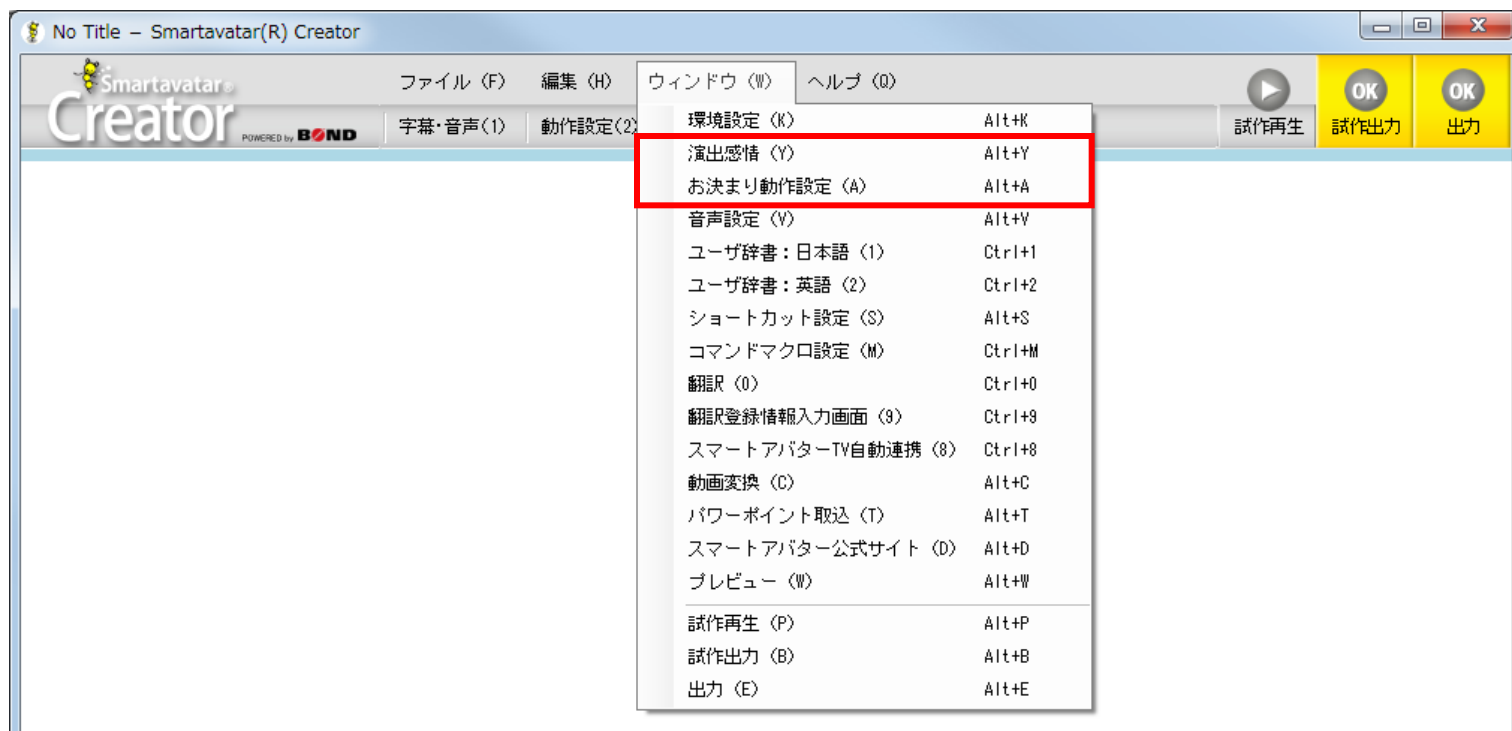 No Title – Smartavatar(R) Creator
Smartavatar®
Creator
POWERED by BOND
ファイル (F) 編集 (H) ウィンドウ (W) ヘルプ (Q)
字幕・音声(1) 動作設定(2)
試作再生
OK
試作出力
OK
出力
環境設定 (K) Alt+K
演出感情 (Y) Alt+Y
お決まり動作設定 (A) Alt+A
音声設定 (V) Alt+V
ユーザ辞書：日本語 (1) Ctrl+1
ユーザ辞書：英語 (2) Ctrl+2
ショートカット設定 (S) Alt+S
コマンドマクロ設定 (M) Ctrl+M
翻訳 (0) Ctrl+0
翻訳登録情報入力画面 (9) Ctrl+9
スマートアバターTV自動連携 (8) Ctrl+8
動画変換 (C) Alt+C
パワーポイント取込 (T) Alt+T
スマートアバター公式サイト (D) Alt+D
プレビュー (W) Alt+W
試作再生 (P) Alt+P
試作出力 (B) Alt+B
出力 (E) Alt+E